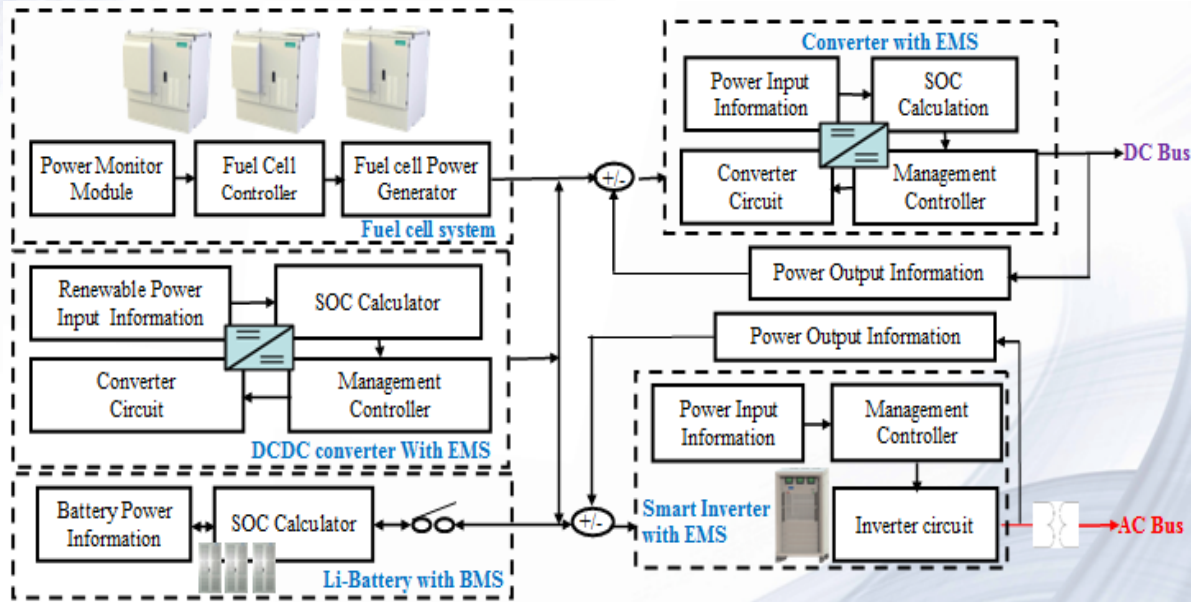 Power Monitor
Module
Fuel Cell
Controller
Fuel cell Power
Generator
Fuel cell system
Renewable Power
Input Information
SOC Calculator
Converter
Circuit
Management
Controller
DCDC converter With EMS
Battery Power
Information
SOC Calculator
Li-Battery with BMS
+/-
+/-
Converter with EMS
Power Input
Information
SOC
Calculation
Converter
Circuit
Management
Controller
DC Bus
Power Output Information
Power Output Information
Power Input
Information
Management
Controller
Smart Inverter
with EMS
Inverter circuit
AC Bus